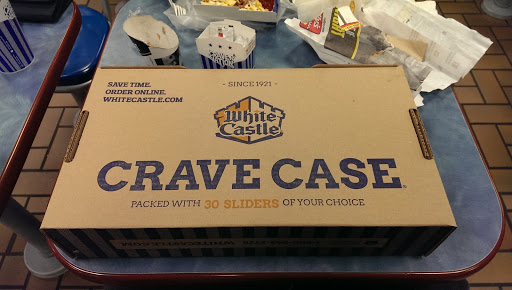 SAVE TIME.
ORDER ONLINE.
WHITECASTLE.COM
- SINCE 1921 -
White
Castle
CRAVE CASE
PACKED WITH 30 SLIDERS OF YOUR CHOICE